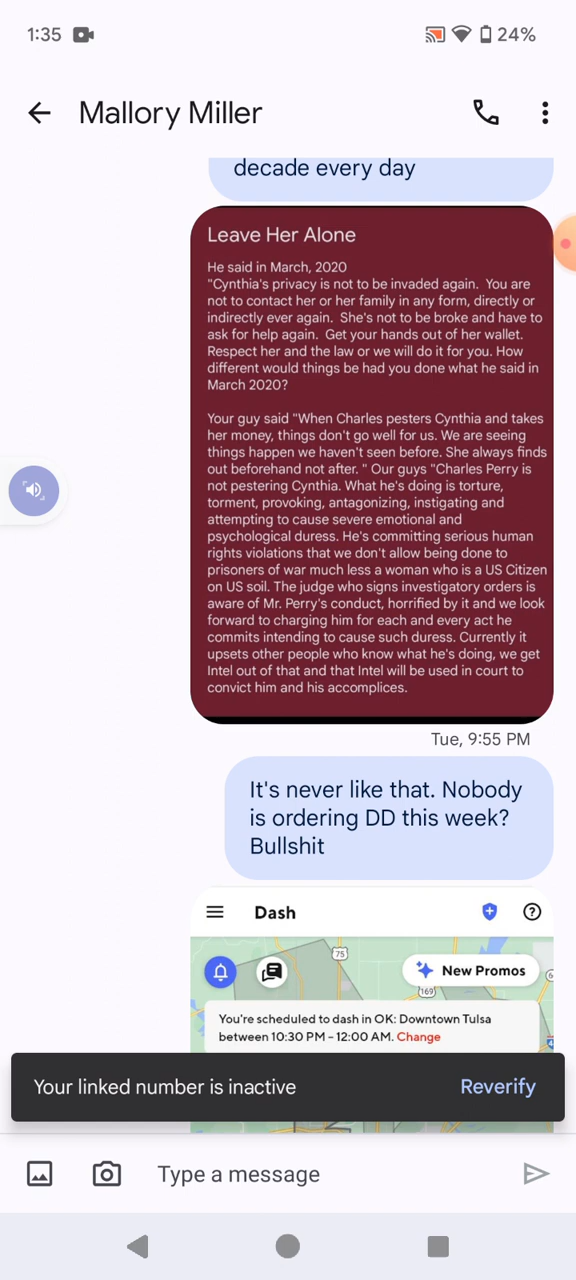 1:35
24%
Mallory Miller
decade every day
Leave Her Alone
He said in March, 2020
"Cynthia's privacy is not to be invaded again. You are
not to contact her or her family in any form, directly or
indirectly ever again. She's not to be broke and have to
ask for help again. Get your hands out of her wallet.
Respect her and the law or we will do it for you. How
different would things be had you done what he said in
March 2020?
Your guy said "When Charles pesters Cynthia and takes
her money, things don't go well for us. We are seeing
things happen we haven't seen before. She always finds
out beforehand not after. " Our guys "Charles Perry is
not pestering Cynthia. What he's doing is torture,
torment, provoking, antagonizing, instigating and
attempting to cause severe emotional and
psychological duress. He's committing serious human
rights violations that we don't allow being done to
prisoners of war much less a woman who is a US Citizen
on US soil. The judge who signs investigatory orders is
aware of Mr. Perry's conduct, horrified by it and we look
forward to charging him for each and every act he
commits intending to cause such duress. Currently it
upsets other people who know what he's doing, we get
Intel out of that and that Intel will be used in court to
convict him and his accomplices.
Tue, 9:55 PM
It's never like that. Nobody
is ordering DD this week?
Bullshit
Dash
75
New Promos
169
6
You're scheduled to dash in OK: Downtown Tulsa
between 10:30 PM – 12:00 AM. Change
4
Your linked number is inactive
Reverify
Type a message